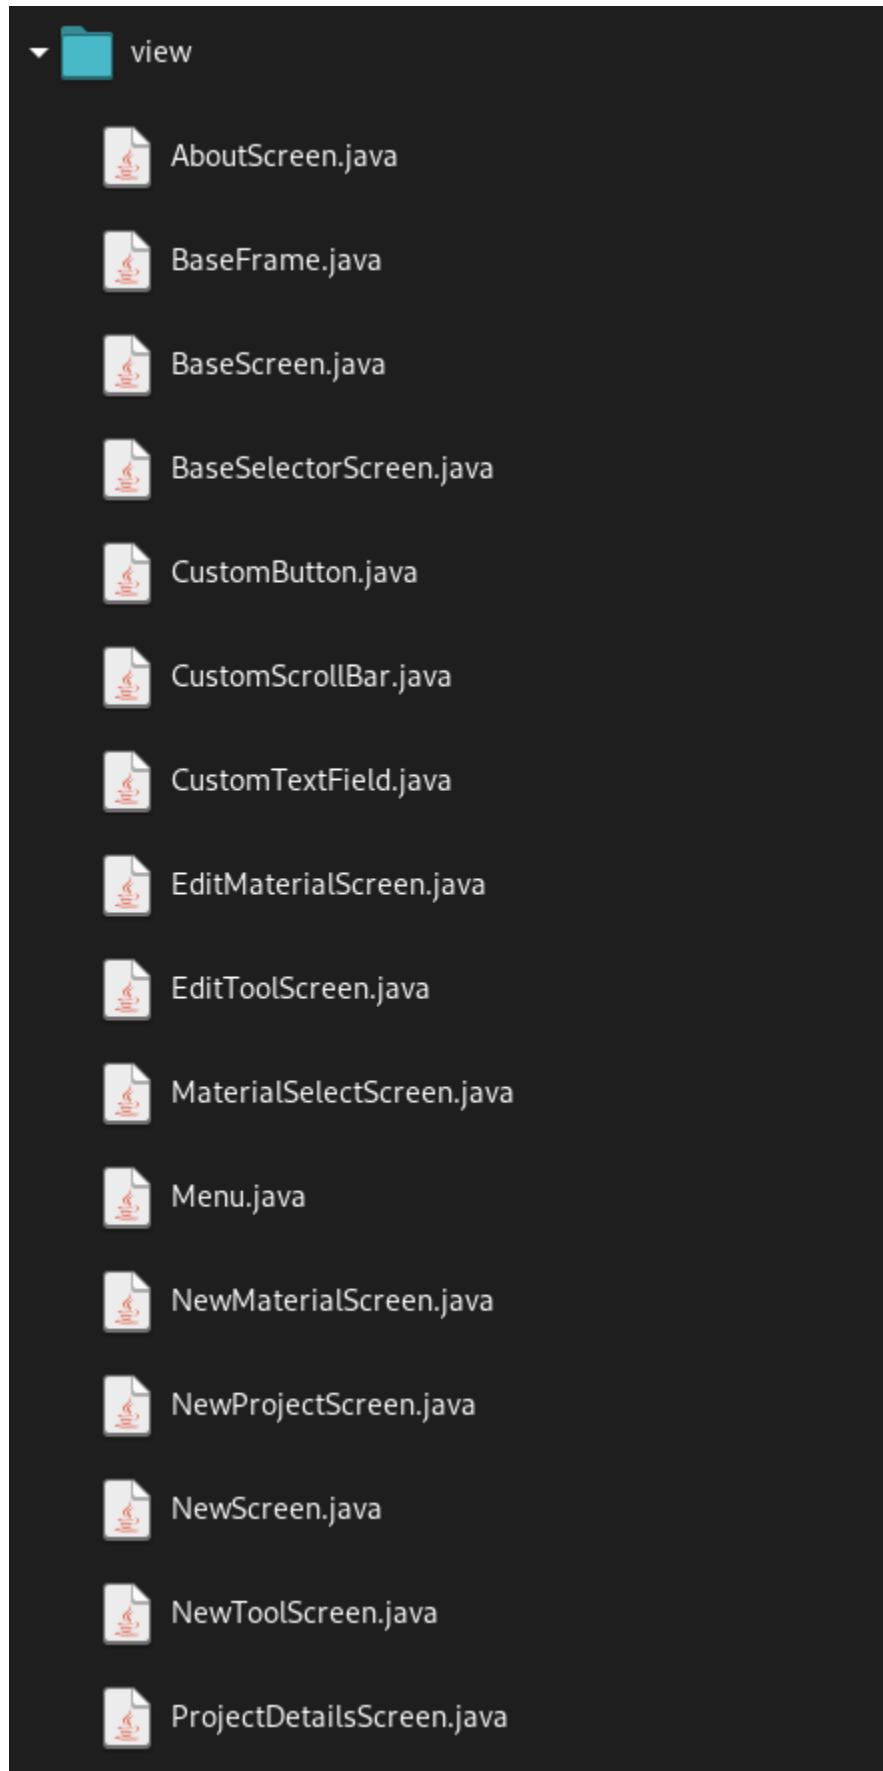 view
AboutScreen.java
BaseFrame.java
BaseScreen.java
BaseSelectorScreen.java
CustomButton.java
CustomScrollBar.java
CustomTextField.java
EditMaterialScreen.java
EditToolScreen.java
MaterialSelectScreen.java
Menu.java
NewMaterialScreen.java
NewProjectScreen.java
NewScreen.java
NewToolScreen.java
ProjectDetailsScreen.java